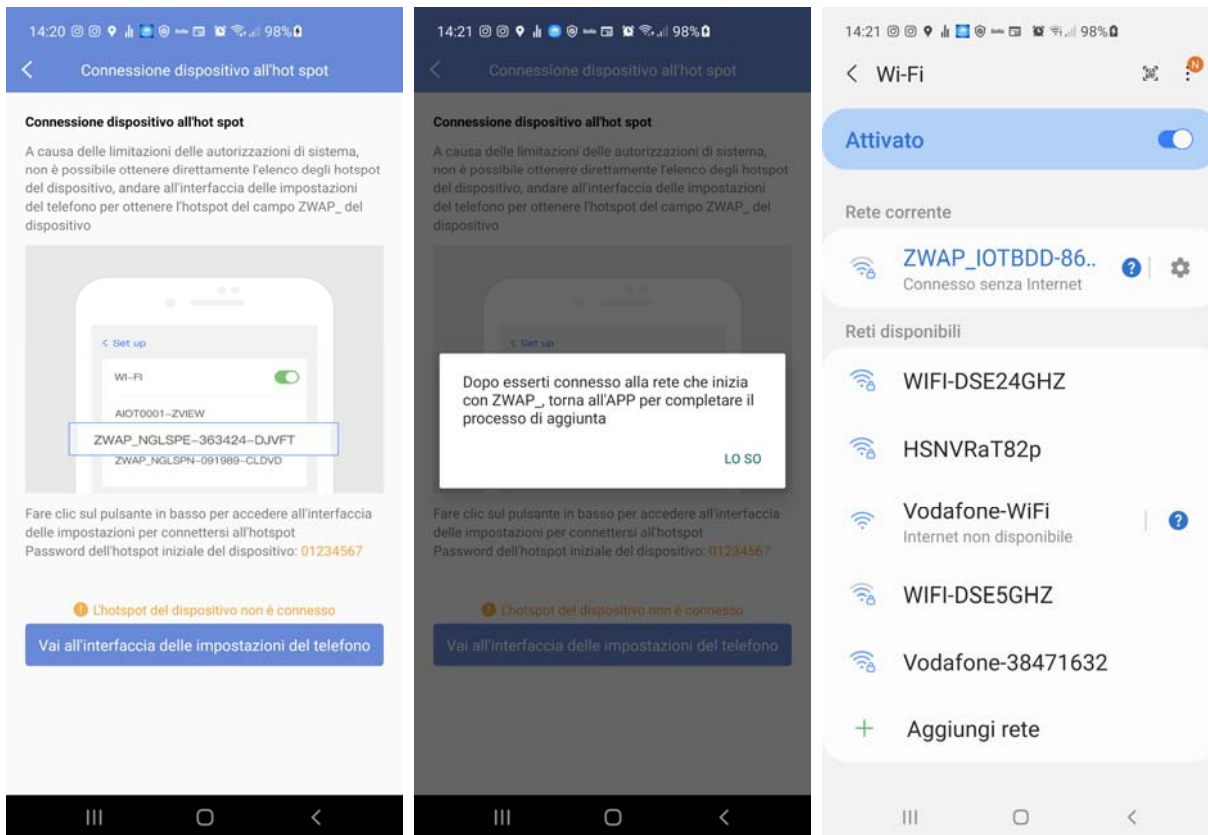 14:20
98%
Connessione dispositivo all'hot spot
Connessione dispositivo all'hot spot
A causa delle limitazioni delle autorizzazioni di sistema,
non è possibile ottenere direttamente l'elenco degli hotspot
del dispositivo, andare all'interfaccia delle impostazioni
del telefono per ottenere l'hotspot del campo ZWAP_ del
dispositivo
< Set up
WI-FI
AIOT0001-ZVIEW
ZWAP_NGLSPE-363424-DJVFT
ZWAP_NGLSPN-091989-CLDVD
Fare clic sul pulsante in basso per accedere all'interfaccia
delle impostazioni per connettersi all'hotspot
Password dell'hotspot iniziale del dispositivo: 01234567
L'hotspot del dispositivo non è connesso
Vai all'interfaccia delle impostazioni del telefono
14:21
98%
Connessione dispositivo all'hot spot
Connessione dispositivo all'hot spot
A causa delle limitazioni delle autorizzazioni di sistema,
non è possibile ottenere direttamente l'elenco degli hotspot
del dispositivo, andare all'interfaccia delle impostazioni
del telefono per ottenere l'hotspot del campo ZWAP_ del
dispositivo
< Set up
Dopo esserti connesso alla rete che inizia
con ZWAP_, torna all'APP per completare il
processo di aggiunta
LO SO
Fare clic sul pulsante in basso per accedere all'interfaccia
delle impostazioni per connettersi all'hotspot
Password dell'hotspot iniziale del dispositivo: 01234567
L'hotspot del dispositivo non è connesso
Vai all'interfaccia delle impostazioni del telefono
14:21
98%
Wi-Fi
N
Attivato
Rete corrente
ZWAP_IOTBDD-86..
Connesso senza Internet
Reti disponibili
WIFI-DSE24GHZ
HSNVRaT82p
Vodafone-WiFi
Internet non disponibile
WIFI-DSE5GHZ
Vodafone-38471632
Aggiungi rete